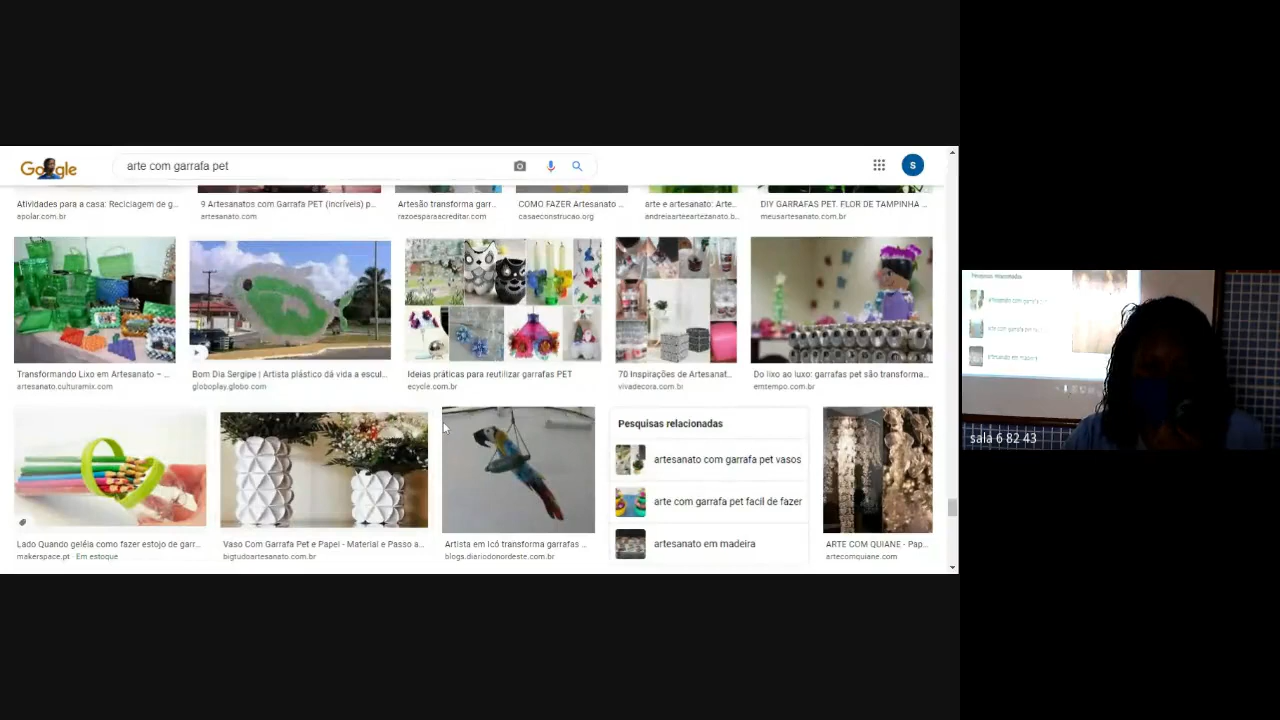 Google
arte com garrafa pet
S
Atividades para a casa: Reciclagem de g...
apolar.com.br
9 Artesanatos com Garrafa PET (incríveis) p...
artesanato.com
Artesão transforma garr...
razoesparaacreditar.com
COMO FAZER Artesanato ...
casaeconstrucao.org
arte e artesanato: Arte...
andreiaarteeartezanato.b...
DIY GARRAFAS PET. FLOR DE TAMPINHA ...
meusartesanato.com.br
Transformando Lixo em Artesanato – ...
artesanato.culturamix.com
Bom Dia Sergipe | Artista plástico dá vida a escul...
globoplay.globo.com
Ideias práticas para reutilizar garrafas PET
ecycle.com.br
70 Inspirações de Artesanat...
vivadecora.com.br
Do lixo ao luxo: garrafas pet são transforma...
emtempo.com.br
Lado Quando geléia como fazer estojo de garr...
makerspace.pt · Em estoque
Vaso Com Garrafa Pet e Papel - Material e Passo a...
bigtudoartesanato.com.br
Artista em Icó transforma garrafas ...
blogs.diariodonordeste.com.br
Pesquisas relacionadas
artesanato com garrafa pet vasos
arte com garrafa pet facil de fazer
artesanato em madeira
ARTE COM QUIANE - Pap...
artecomquiane.com
Pesquisas relacionadas
artesanato em madeira
sala 6 82 43